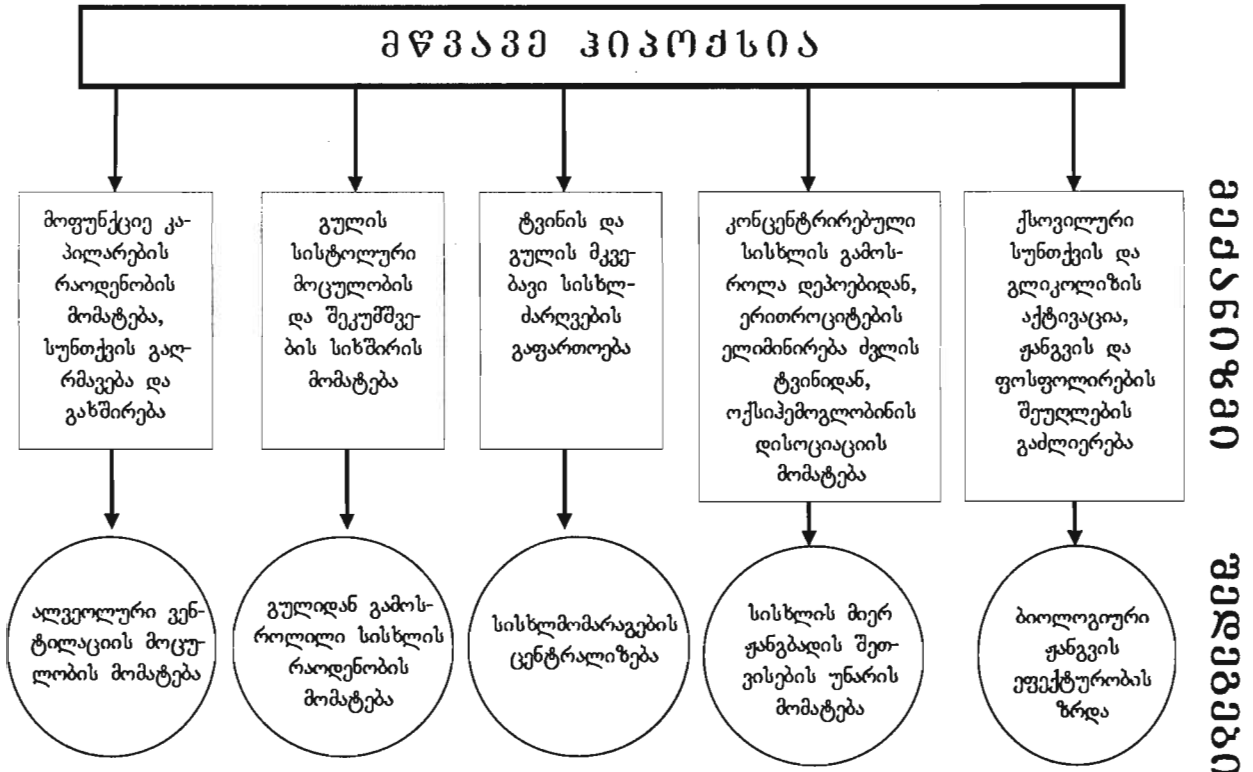 მწვავე ჰიპოქსია
მოფუნქციე კა-
პილარების
რაოდენობის
მომატება,
სუნთქვის გაღ-
რმავება და
გახშირება
გულის
სისტოლური
მოცულობის
და შეკუმშვე-
ბის სიხშირის
მომატება
ტვინის და
გულის მკვე-
ბავი სისხლ-
ძარღვების
გაფართოება
კონცენტრირებული
სისხლის გამოს-
როლა დეპოებიდან,
ერითროციტების
ელიმინირება ძვლის
ტვინიდან,
ოქსიჰემოგლობინის
დისოციაციის
მომატება
ქსოვილური
სუნთქვის და
გლიკოლიზის
აქტივაცია,
ჟანგვის და
ფოსფოლირების
შეუღლების
გაძლიერება
მექანიზმი
ალვეოლური ვენ-
ტილაციის მოცუ-
ლობის მომატება
გულიდან გამოს-
როლილი სისხლის
რაოდენობის
მომატება
სისხლმომარაგების
ცენტრალიზება
სისხლის მიერ
ჟანგბადის შეთ-
ვისების უნარის
მომატება
ბიოლოგიური
ჟანგვის
ეფექტურობის
ზრდა
შედეგები